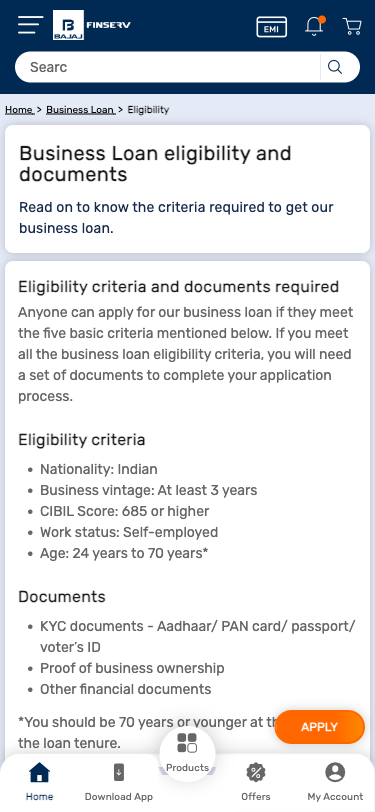 BAJAJ
FINSERV
EMI
Searc
Home > Business Loan > Eligibility
Business Loan eligibility and
documents
Read on to know the criteria required to get our
business loan.
Eligibility criteria and documents required
Anyone can apply for our business loan if they meet
the five basic criteria mentioned below. If you meet
all the business loan eligibility criteria, you will need
a set of documents to complete your application
process.
Eligibility criteria
• Nationality: Indian
• Business vintage: At least 3 years
• CIBIL Score: 685 or higher
• Work status: Self-employed
• Age: 24 years to 70 years*
Documents
• KYC documents - Aadhaar/ PAN card/ passport/
voter's ID
• Proof of business ownership
• Other financial documents
*You should be 70 years or younger at
the loan tenure.
APPLY
Products
Home
Download App
Offers
My Account